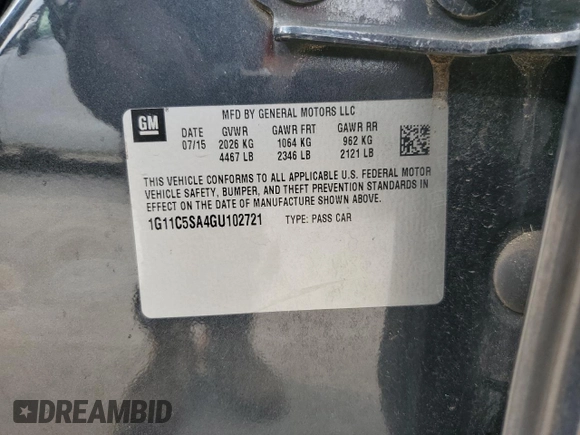 GM
MFD BY GENERAL MOTORS LLC
DATE GVWR GAWR FRT GAWR RR
07/15 2026 KG 1064 KG 962 KG
4467 LB 2346 LB 2121 LB
THIS VEHICLE CONFORMS TO ALL APPLICABLE U.S. FEDERAL MOTOR
VEHICLE SAFETY, BUMPER, AND THEFT PREVENTION STANDARDS IN
EFFECT ON THE DATE OF MANUFACTURE SHOWN ABOVE.
1G11C5SA4GU102721 TYPE: PASS CAR
DREAMBID